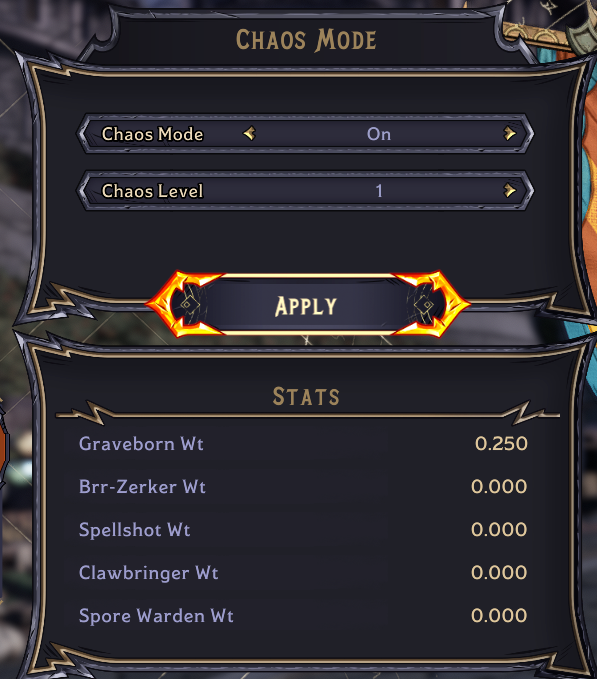 Chaos Mode
Chaos Mode On
Chaos Level 1
Apply
Stats
Graveborn Wt 0.250
Brr-Zerker Wt 0.000
Spellshot Wt 0.000
Clawbringer Wt 0.000
Spore Warden Wt 0.000